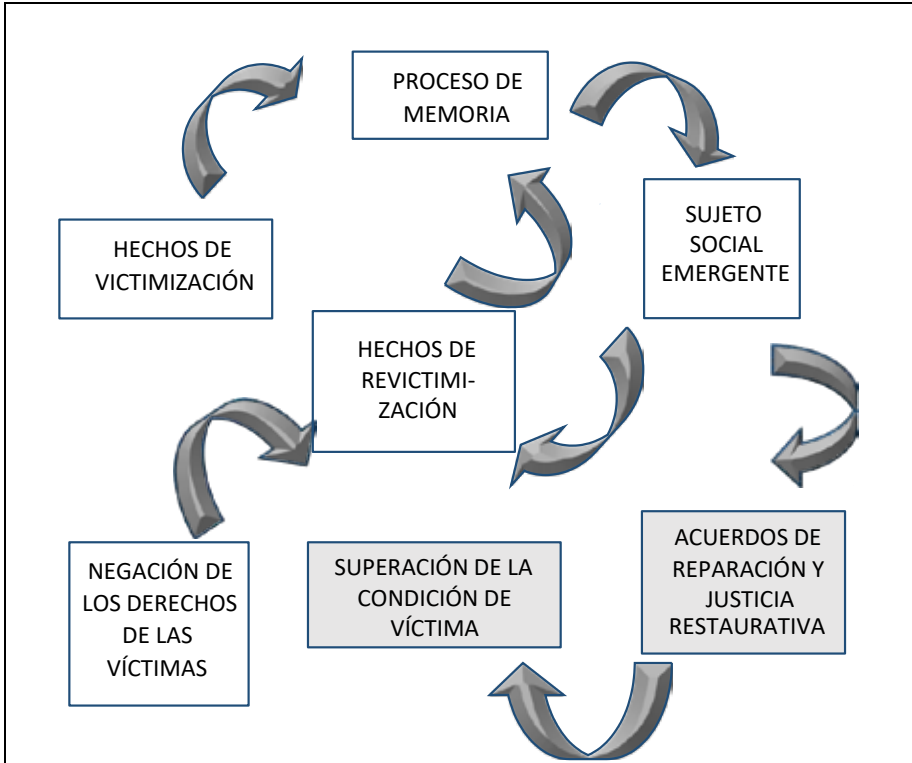 PROCESO DE
MEMORIA
SUJETO
SOCIAL
EMERGENTE
HECHOS DE
VICTIMIZACIÓN
HECHOS DE
REVICTIMI-
ZACIÓN
NEGACIÓN DE
LOS DERECHOS
DE LAS
VÍCTIMAS
SUPERACIÓN DE LA
CONDICIÓN DE
VÍCTIMA
ACUERDOS DE
REPARACIÓN Y
JUSTICIA
RESTAURATIVA